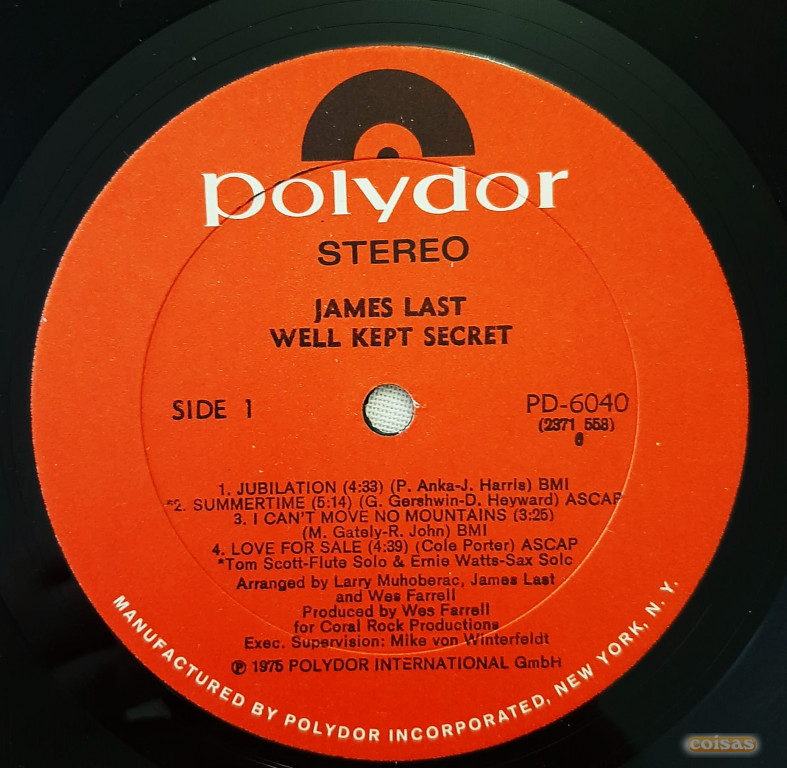 polydor
STEREO
JAMES LAST
WELL KEPT SECRET
SIDE 1
PD-6040
(2371 558)
0
1. JUBILATION (4:33) (P. Anka-J. Harris) BMI
*2. SUMMERTIME (5:14) (G. Gershwin-D. Heyward) ASCAP
3. I CAN'T MOVE NO MOUNTAINS (3:25)
(M. Gately-R. John) BMI
4. LOVE FOR SALE (4:39) (Cole Porter) ASCAP
*Tom Scott-Flute Solo & Ernie Watts-Sax Solo
Arranged by Larry Muhoberac, James Last
and Wes Farrell
Produced by Wes Farrell
for Coral Rock Productions
Exec. Supervision: Mike von Winterfeldt
℗ 1975 POLYDOR INTERNATIONAL GmbH
MANUFACTURED BY POLYDOR INCORPORATED, NEW YORK, N. Y.
coisas